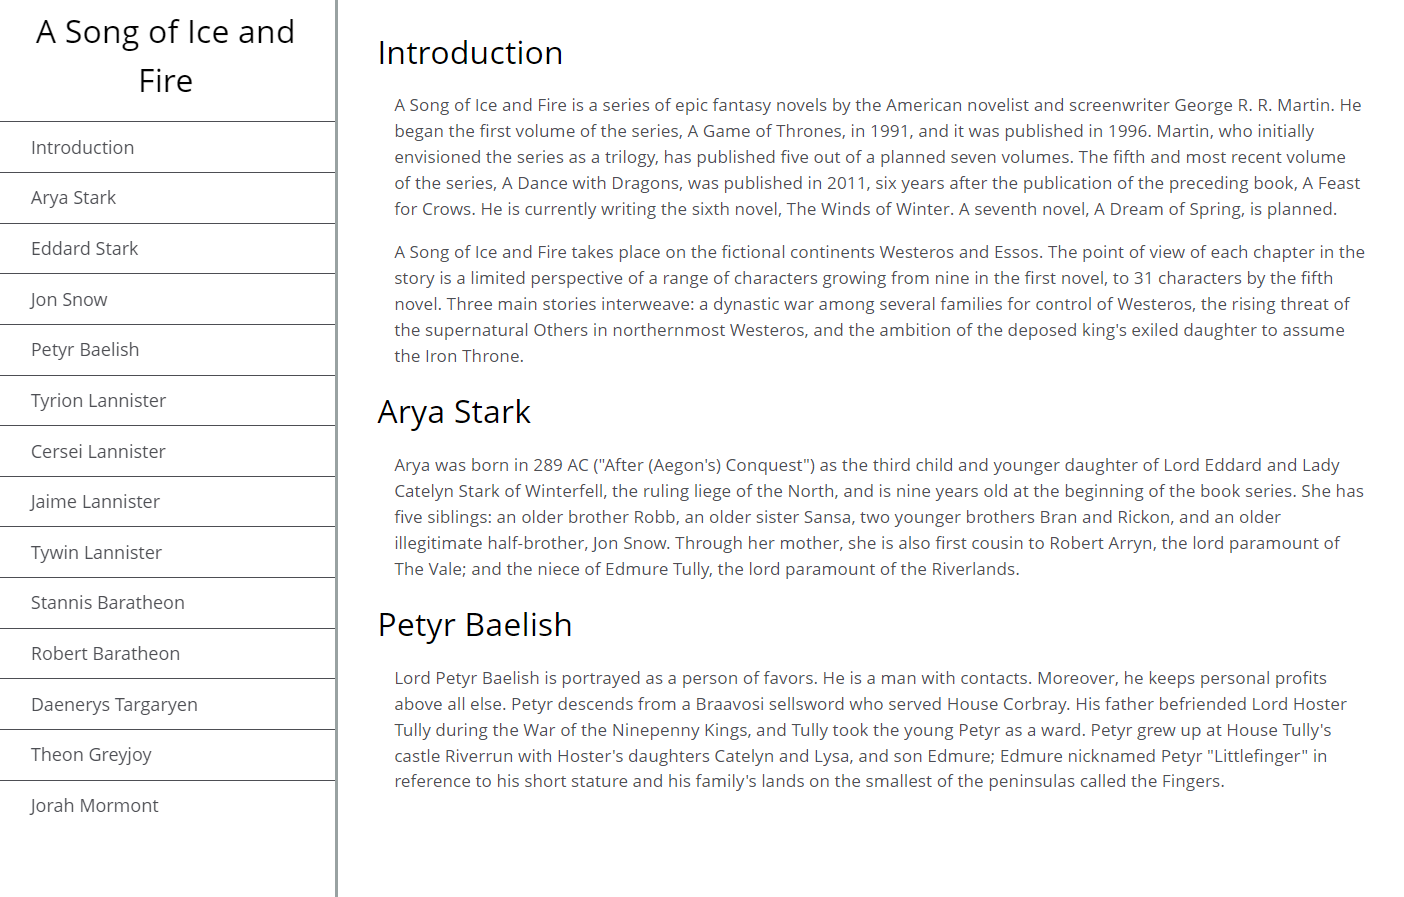 A Song of Ice and
Fire
Introduction
Arya Stark
Eddard Stark
Jon Snow
Petyr Baelish
Tyrion Lannister
Cersei Lannister
Jaime Lannister
Tywin Lannister
Stannis Baratheon
Robert Baratheon
Daenerys Targaryen
Theon Greyjoy
Jorah Mormont
Introduction
A Song of Ice and Fire is a series of epic fantasy novels by the American novelist and screenwriter George R. R. Martin. He
began the first volume of the series, A Game of Thrones, in 1991, and it was published in 1996. Martin, who initially
envisioned the series as a trilogy, has published five out of a planned seven volumes. The fifth and most recent volume
of the series, A Dance with Dragons, was published in 2011, six years after the publication of the preceding book, A Feast
for Crows. He is currently writing the sixth novel, The Winds of Winter. A seventh novel, A Dream of Spring, is planned.
A Song of Ice and Fire takes place on the fictional continents Westeros and Essos. The point of view of each chapter in the
story is a limited perspective of a range of characters growing from nine in the first novel, to 31 characters by the fifth
novel. Three main stories interweave: a dynastic war among several families for control of Westeros, the rising threat of
the supernatural Others in northernmost Westeros, and the ambition of the deposed king's exiled daughter to assume
the Iron Throne.
Arya Stark
Arya was born in 289 AC ("After (Aegon's) Conquest") as the third child and younger daughter of Lord Eddard and Lady
Catelyn Stark of Winterfell, the ruling liege of the North, and is nine years old at the beginning of the book series. She has
five siblings: an older brother Robb, an older sister Sansa, two younger brothers Bran and Rickon, and an older
illegitimate half-brother, Jon Snow. Through her mother, she is also first cousin to Robert Arryn, the lord paramount of
The Vale; and the niece of Edmure Tully, the lord paramount of the Riverlands.
Petyr Baelish
Lord Petyr Baelish is portrayed as a person of favors. He is a man with contacts. Moreover, he keeps personal profits
above all else. Petyr descends from a Braavosi sellsword who served House Corbray. His father befriended Lord Hoster
Tully during the War of the Ninepenny Kings, and Tully took the young Petyr as a ward. Petyr grew up at House Tully's
castle Riverrun with Hoster's daughters Catelyn and Lysa, and son Edmure; Edmure nicknamed Petyr "Littlefinger" in
reference to his short stature and his family's lands on the smallest of the peninsulas called the Fingers.